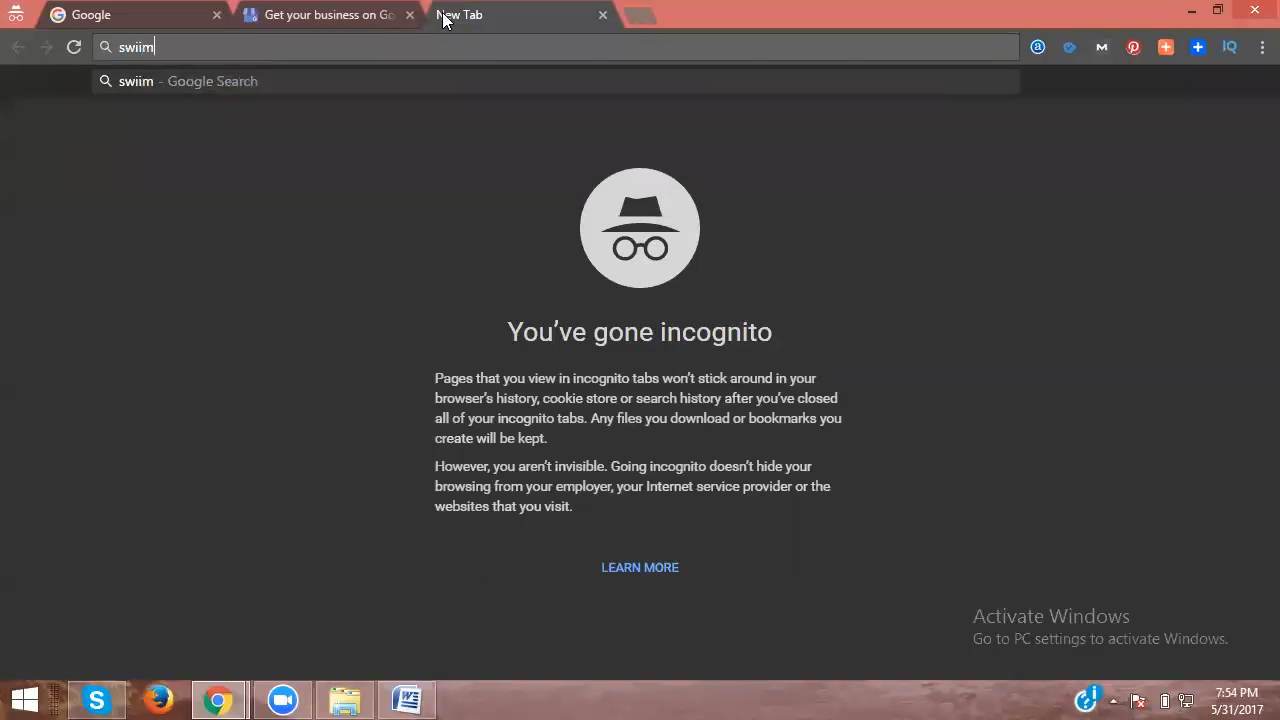 Google
Get your business on Go
New Tab
swiim
swiim - Google Search
You've gone incognito
Pages that you view in incognito tabs won't stick around in your
browser's history, cookie store or search history after you've closed
all of your incognito tabs. Any files you download or bookmarks you
create will be kept.
However, you aren't invisible. Going incognito doesn't hide your
browsing from your employer, your Internet service provider or the
websites that you visit.
LEARN MORE
Activate Windows
Go to PC settings to activate Windows.
7:54 PM
5/31/2017